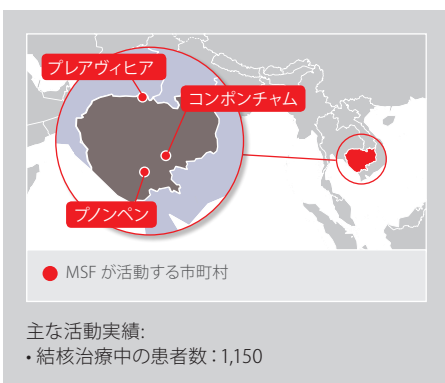 プレアヴィヒア
コンポンチャム
プノンペン
MSF が活動する市町村
主な活動実績:
• 結核治療中の患者数：1,150